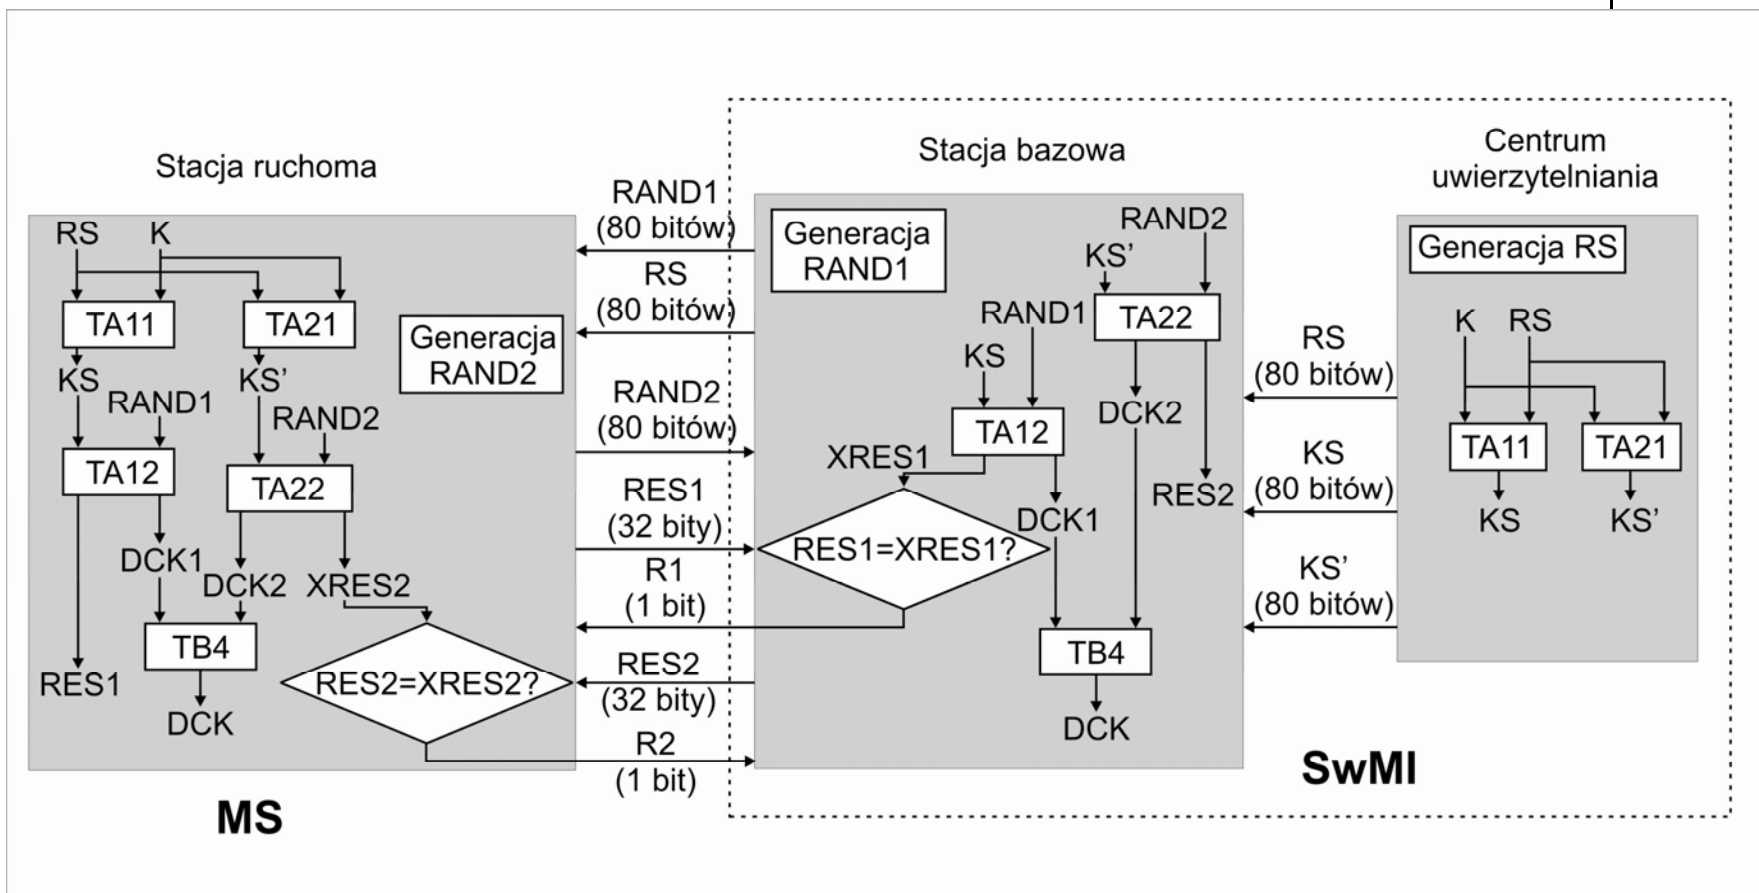 Stacja ruchoma
RS K
TA11 TA21
Generacja
RAND2
KS KS'
RAND1
RAND2
TA12
TA22
DCK1
DCK2 XRES2
TB4
RES1
RES2=XRES2?
DCK
MS
RAND1
(80 bitów)
RS
(80 bitów)
RAND2
(80 bitów)
RES1
(32 bity)
R1
(1 bit)
RES2
(32 bity)
R2
(1 bit)
Stacja bazowa
Generacja
RAND1
RAND2
KS'
TA22
RAND1
KS
TA12
DCK2
XRES1
RES2
DCK1
RES1=XRES1?
TB4
DCK
RS
(80 bitów)
KS
(80 bitów)
KS'
(80 bitów)
Centrum
uwierzytelniania
Generacja RS
K RS
TA11 TA21
KS KS'
SwMI